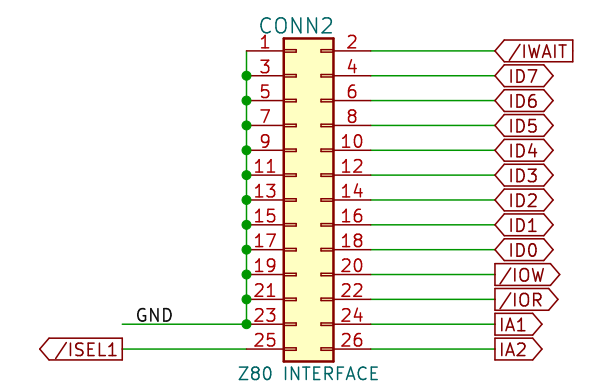 CONN2
1 2 /IWAIT
3 4 ID7
5 6 ID6
7 8 ID5
9 10 ID4
11 12 ID3
13 14 ID2
15 16 ID1
17 18 ID0
19 20 /IOW
21 22 /IOR
GND 23 24 IA1
/ISEL1 25 26 IA2
Z80 INTERFACE